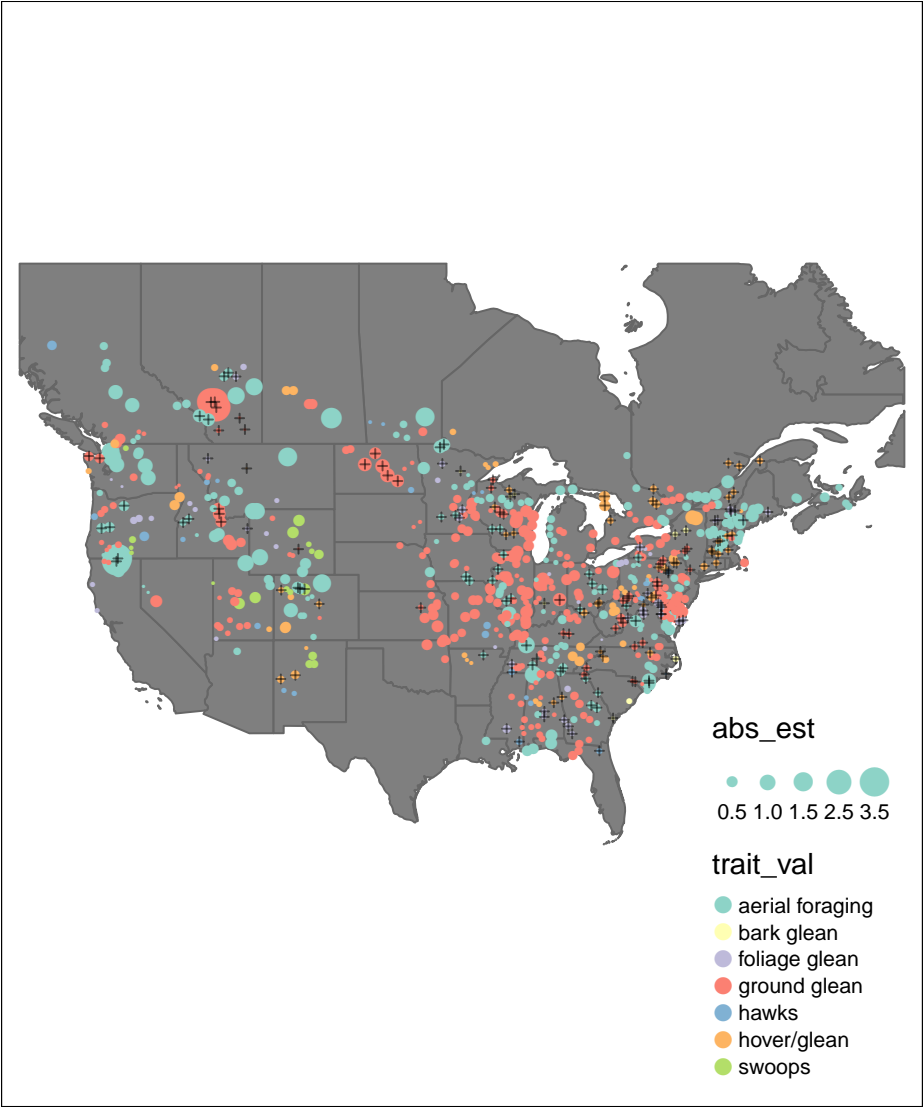 abs_est
0.5 1.0 1.5 2.5 3.5
trait_val
aerial foraging
bark glean
foliage glean
ground glean
hawks
hover/glean
swoops